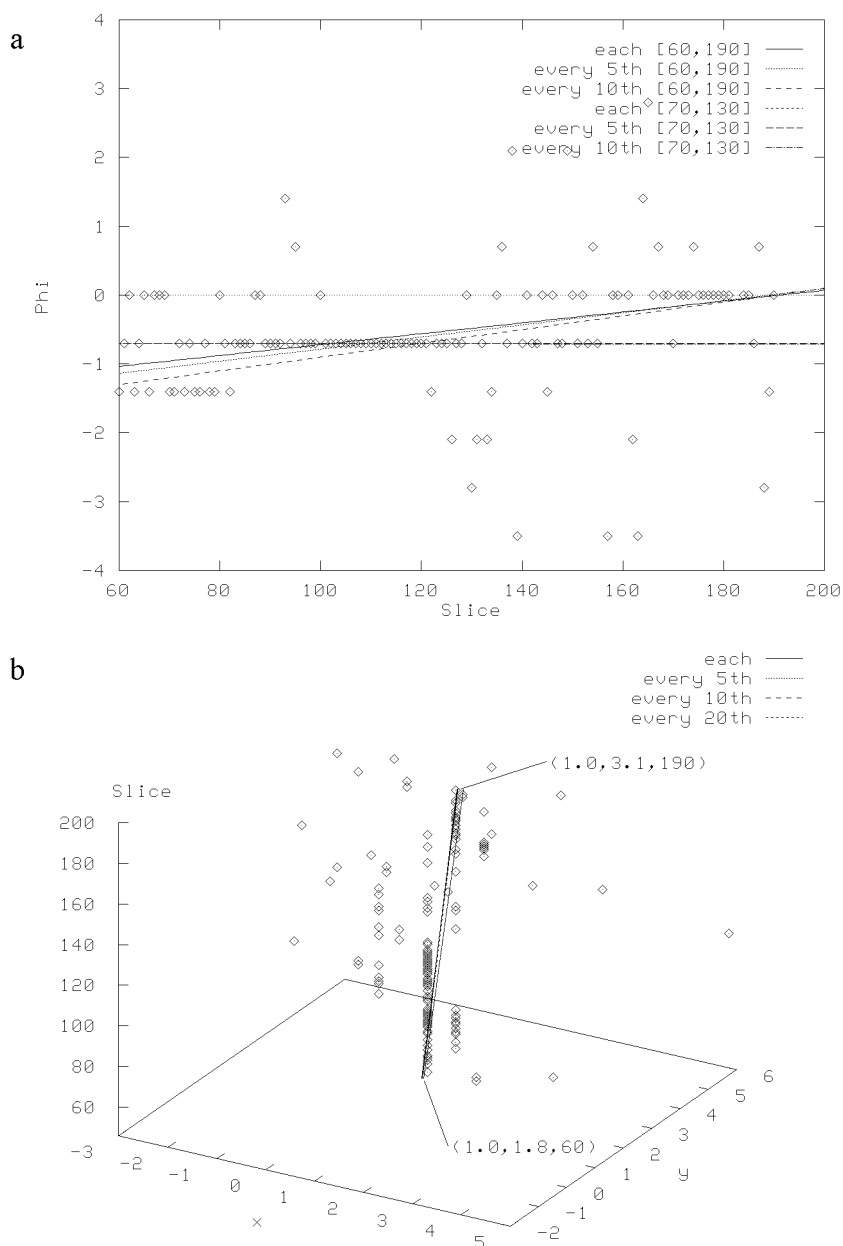 a
4
3
2
1
0
-1
-2
-3
-4
Phi
each [60,190]
every 5th [60,190]
every 10th [60,190]
each [70,130]
every 5th [70,130]
every 10th [70,130]
60 80 100 120 140 160 180 200
Slice
b
each
every 5th
every 10th
every 20th
(1.0,3.1,190)
Slice
200
180
160
140
120
100
80
60
(1.0,1.8,60)
-3 -2 -1 0 1 2 3 4 5
x
-2 -1 0 1 2 3 4 5 6
y